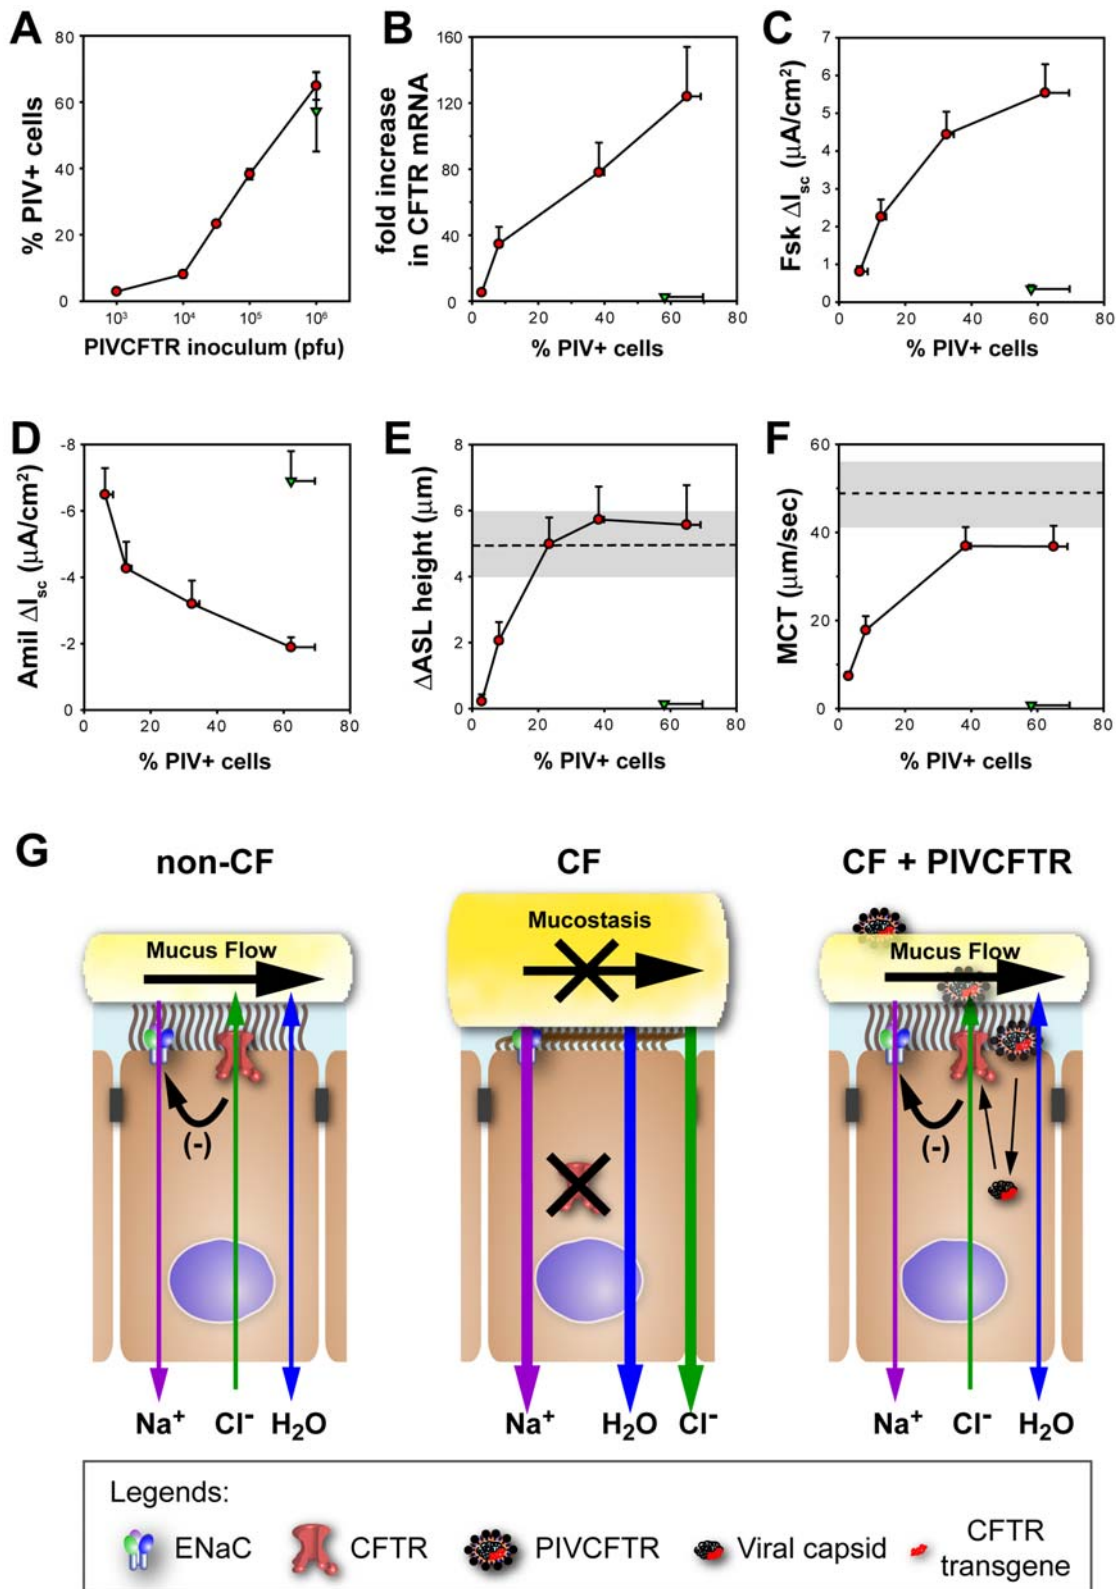 A
80
60
40
20
0
% PIV+ cells
10³
10⁴
10⁵
10⁶
PIVCFTR inoculum (pfu)
B
160
120
80
40
0
fold increase
in CFTR mRNA
0
20
40
60
80
% PIV+ cells
C
7
6
5
4
3
2
1
0
Fsk ΔIsc (μA/cm²)
0
20
40
60
80
% PIV+ cells
D
-8
-6
-4
-2
0
Amil ΔIsc (μA/cm²)
0
20
40
60
80
% PIV+ cells
E
8
6
4
2
0
ΔASL height (μm)
0
20
40
60
80
% PIV+ cells
F
60
40
20
0
MCT (μm/sec)
0
20
40
60
80
% PIV+ cells
G
non-CF
Mucus Flow
(-)
Na⁺ Cl⁻ H₂O
CF
Mucostasis
Na⁺ H₂O Cl⁻
CF + PIVCFTR
Mucus Flow
(-)
Na⁺ Cl⁻ H₂O
Legends:
ENaC
CFTR
PIVCFTR
Viral capsid
CFTR
transgene